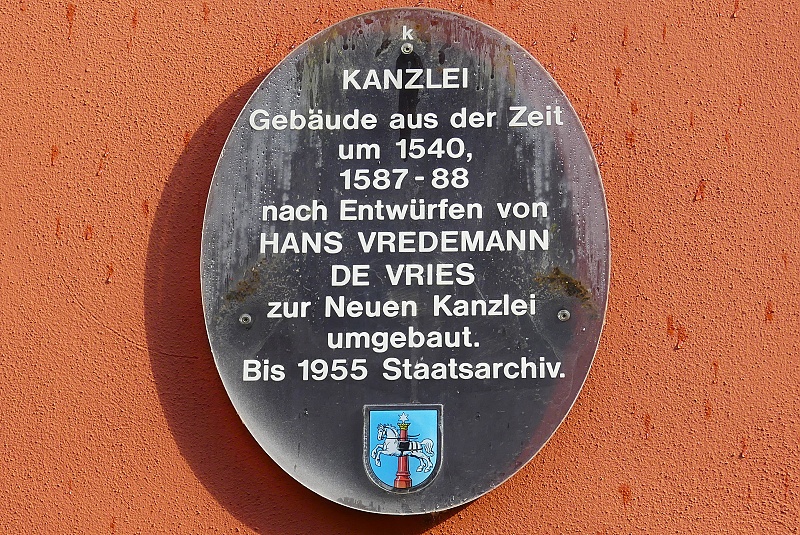 k
KANZLEI
Gebäude aus der Zeit
um 1540,
1587-88
nach Entwürfen von
HANS VREDEMANN
DE VRIES
zur Neuen Kanzlei
umgebaut.
Bis 1955 Staatsarchiv.